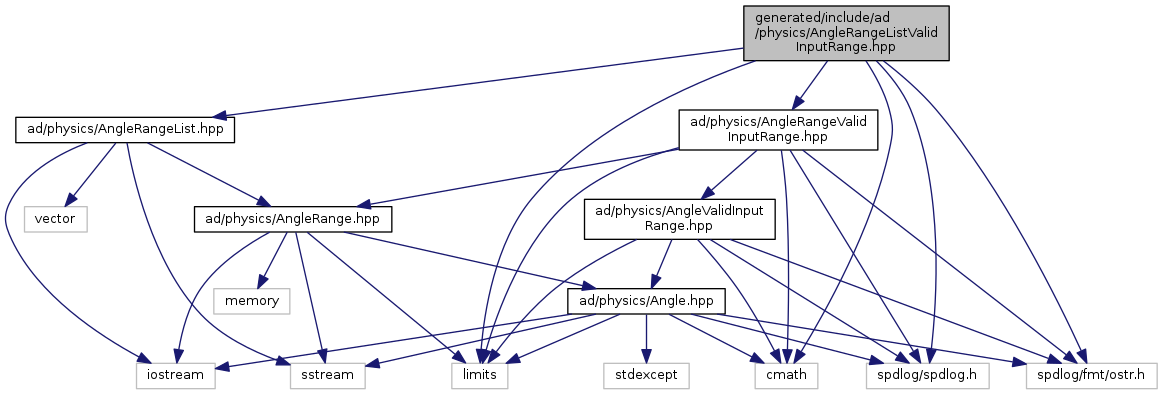 generated/include/ad
/physics/AngleRangeListValid
InputRange.hpp
ad/physics/AngleRangeList.hpp
ad/physics/AngleRangeValid
InputRange.hpp
vector
ad/physics/AngleRange.hpp
ad/physics/AngleValidInput
Range.hpp
memory
ad/physics/Angle.hpp
iostream
sstream
limits
stdexcept
cmath
spdlog/spdlog.h
spdlog/fmt/ostr.h